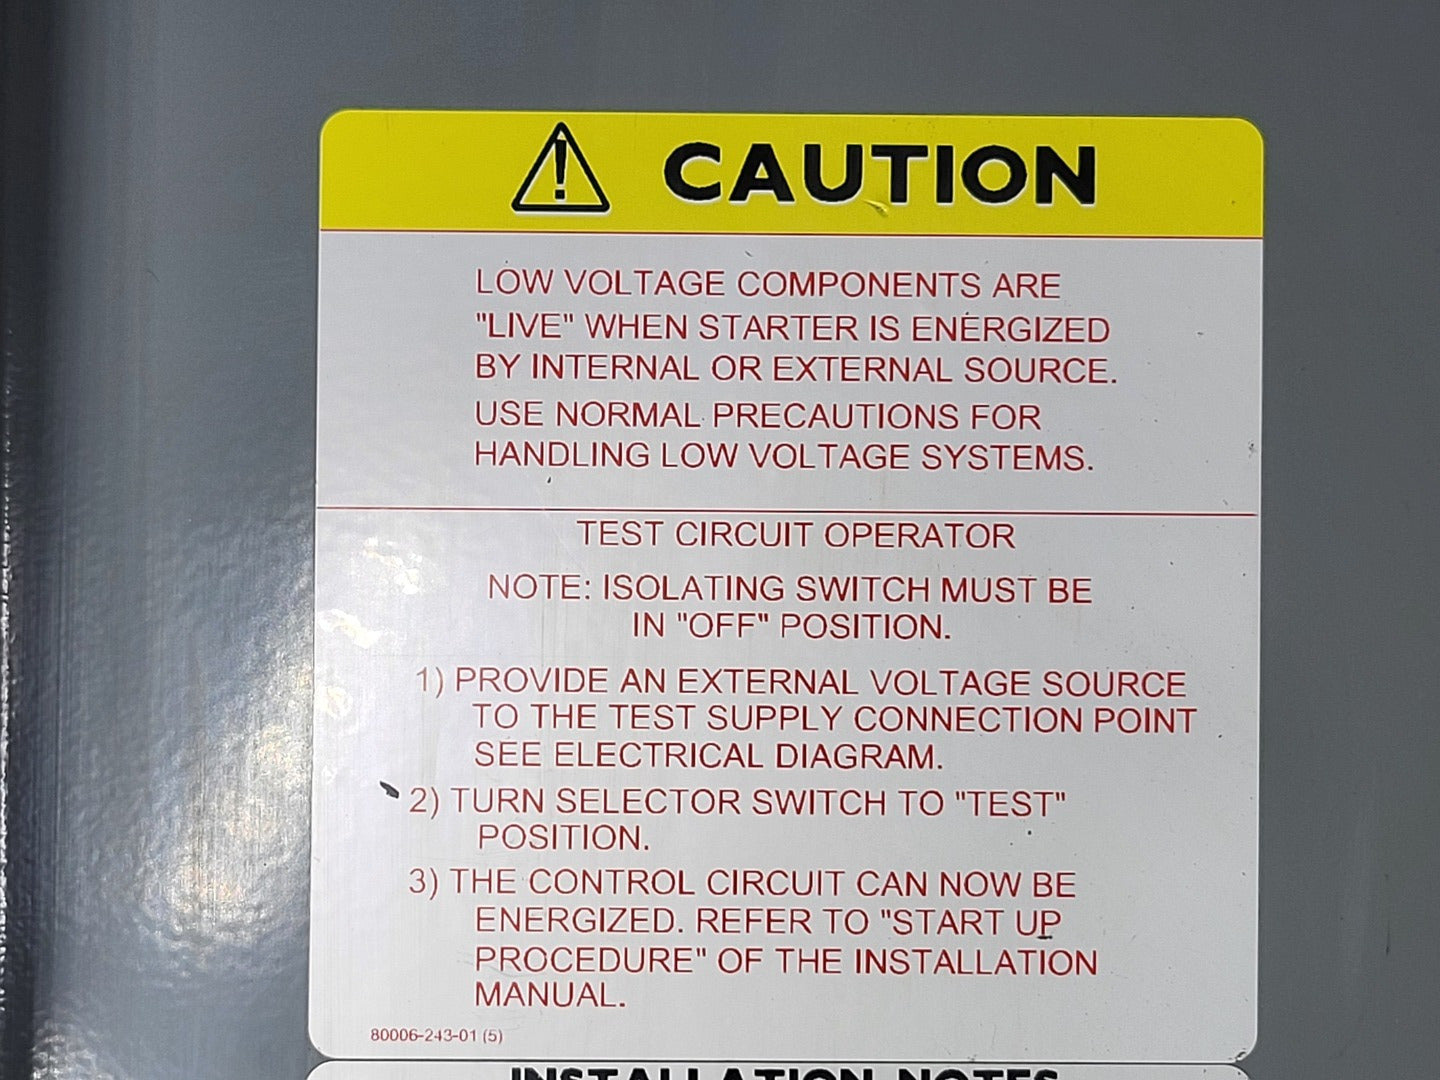 CAUTION
LOW VOLTAGE COMPONENTS ARE
"LIVE" WHEN STARTER IS ENERGIZED
BY INTERNAL OR EXTERNAL SOURCE.
USE NORMAL PRECAUTIONS FOR
HANDLING LOW VOLTAGE SYSTEMS.
TEST CIRCUIT OPERATOR
NOTE: ISOLATING SWITCH MUST BE
IN "OFF" POSITION.
1) PROVIDE AN EXTERNAL VOLTAGE SOURCE
TO THE TEST SUPPLY CONNECTION POINT
SEE ELECTRICAL DIAGRAM.
2) TURN SELECTOR SWITCH TO "TEST"
POSITION.
3) THE CONTROL CIRCUIT CAN NOW BE
ENERGIZED. REFER TO "START UP
PROCEDURE" OF THE INSTALLATION
MANUAL.
80006-243-01 (5)
INSTALLATION NOTES